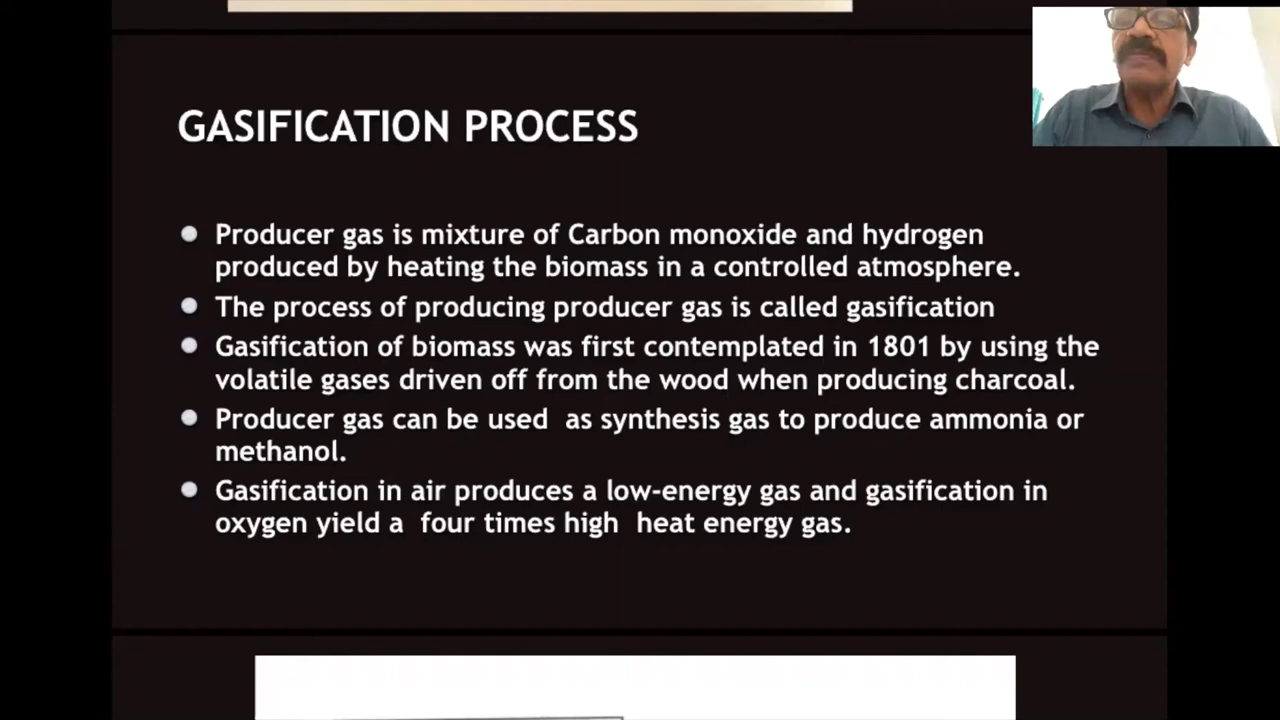 GASIFICATION PROCESS
Producer gas is mixture of Carbon monoxide and hydrogen
produced by heating the biomass in a controlled atmosphere.
The process of producing producer gas is called gasification
Gasification of biomass was first contemplated in 1801 by using the
volatile gases driven off from the wood when producing charcoal.
Producer gas can be used as synthesis gas to produce ammonia or
methanol.
Gasification in air produces a low-energy gas and gasification in
oxygen yield a four times high heat energy gas.